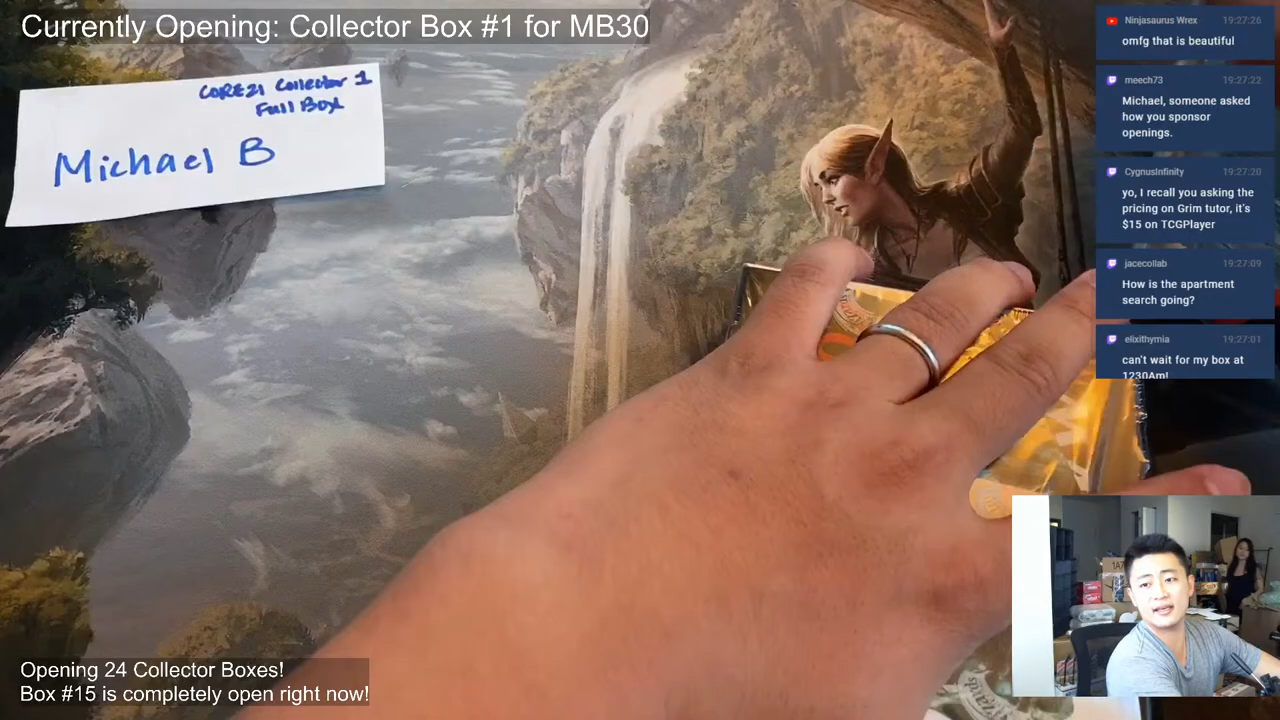 Currently Opening: Collector Box #1 for MB30
CORE21 Collector 1
Full Box
Michael B
Ninjasaurus Wrex 19:27:26
omfg that is beautiful
meech73 19:27:22
Michael, someone asked
how you sponsor
openings.
CygnusInfinity 19:27:20
yo, I recall you asking the
pricing on Grim tutor, it's
$15 on TCGPlayer
jacecollab 19:27:09
How is the apartment
search going?
elixithymia 19:27:01
can't wait for my box at
1230Am!
Opening 24 Collector Boxes!
Box #15 is completely open right now!